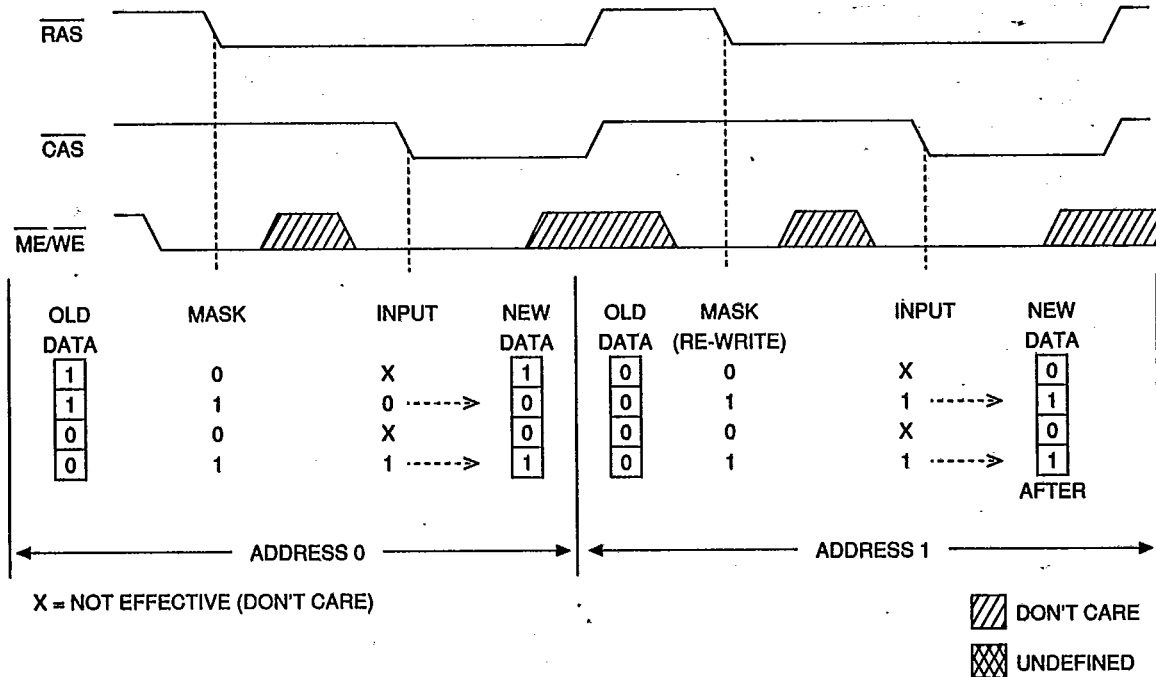 RAS
CAS
ME/WE
OLD DATA MASK INPUT NEW DATA OLD DATA MASK (RE-WRITE) INPUT NEW DATA
1 0 X 1 0 0 X 0
1 1 0 0 0 1 1 1
0 0 X 0 0 0 X 0
0 1 1 1 0 1 1 1
AFTER
ADDRESS 0 ADDRESS 1
X = NOT EFFECTIVE (DON'T CARE)
DON'T CARE
UNDEFINED